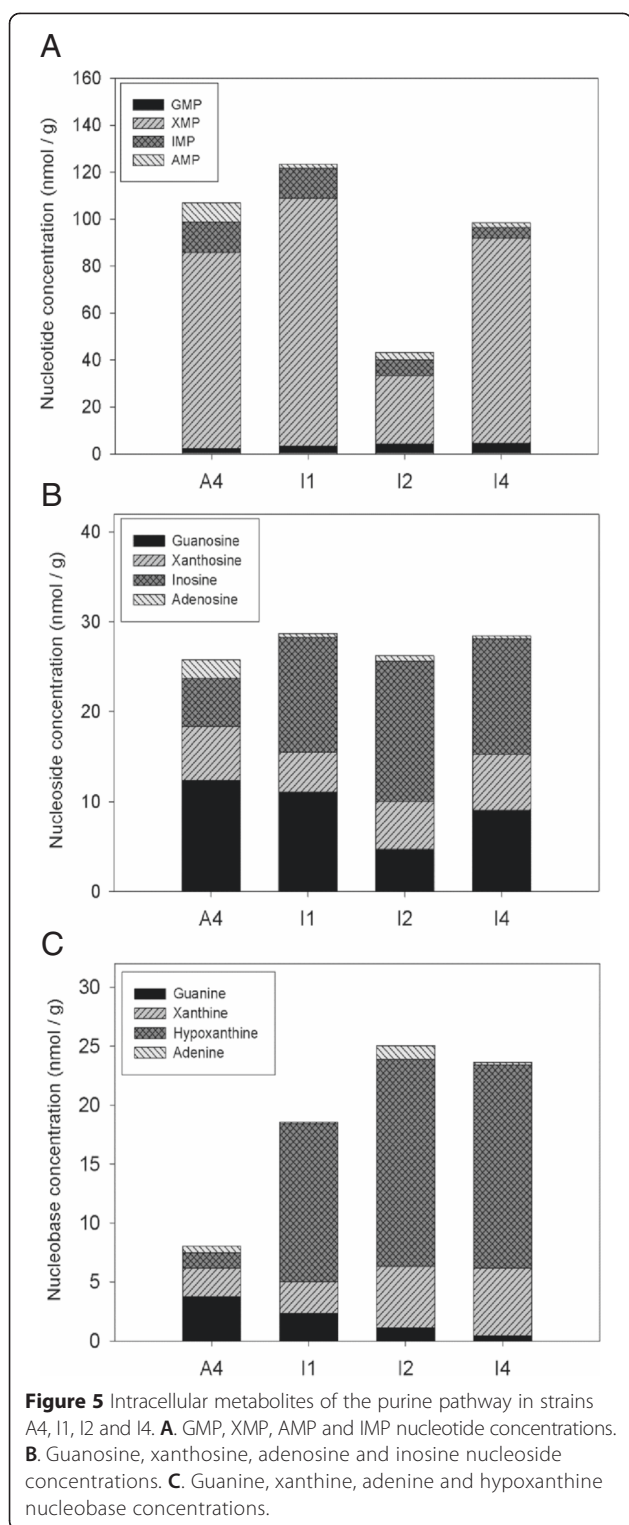 A
Nucleotide concentration (nmol / g)
160
140
120
100
80
60
40
20
0
GMP
XMP
IMP
AMP
A4 I1 I2 I4
B
Nucleoside concentration (nmol / g)
40
30
20
10
0
Guanosine
Xanthosine
Inosine
Adenosine
A4 I1 I2 I4
C
Nucleobase concentration (nmol / g)
30
25
20
15
10
5
0
Guanine
Xanthine
Hypoxanthine
Adenine
A4 I1 I2 I4
Figure 5 Intracellular metabolites of the purine pathway in strains
A4, I1, I2 and I4. A. GMP, XMP, AMP and IMP nucleotide concentrations.
B. Guanosine, xanthosine, adenosine and inosine nucleoside
concentrations. C. Guanine, xanthine, adenine and hypoxanthine
nucleobase concentrations.